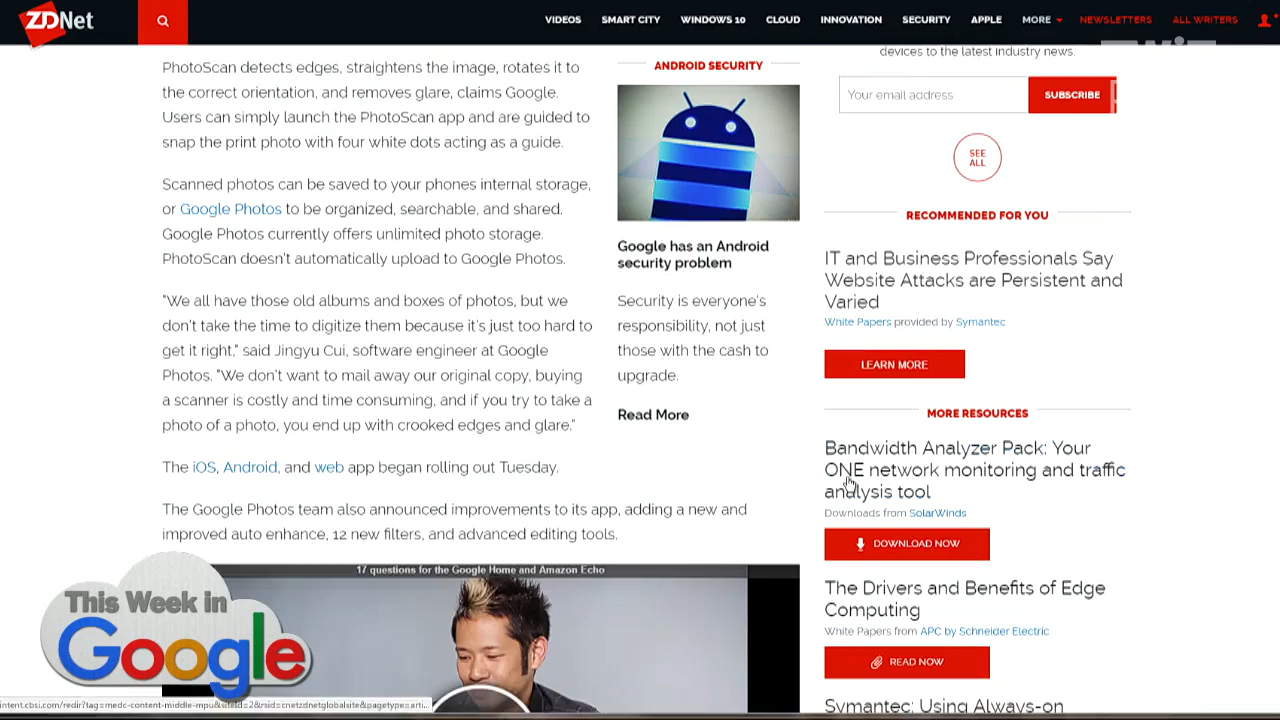 ZDNet
VIDEOS SMART CITY WINDOWS 10 CLOUD INNOVATION SECURITY APPLE MORE NEWSLETTERS ALL WRITERS
PhotoScan detects edges, straightens the image, rotates it to
the correct orientation, and removes glare, claims Google.
Users can simply launch the PhotoScan app and are guided to
snap the print photo with four white dots acting as a guide.
Scanned photos can be saved to your phones internal storage,
or Google Photos to be organized, searchable, and shared.
Google Photos currently offers unlimited photo storage.
PhotoScan doesn't automatically upload to Google Photos.
"We all have those old albums and boxes of photos, but we
don't take the time to digitize them because it's just too hard to
get it right," said Jingyu Cui, software engineer at Google
Photos. "We don't want to mail away our original copy, buying
a scanner is costly and time consuming, and if you try to take a
photo of a photo, you end up with crooked edges and glare."
The iOS, Android, and web app began rolling out Tuesday.
The Google Photos team also announced improvements to its app, adding a new and
improved auto enhance, 12 new filters, and advanced editing tools.
17 questions for the Google Home and Amazon Echo
ANDROID SECURITY
Google has an Android
security problem
Security is everyone's
responsibility, not just
those with the cash to
upgrade.
Read More
devices to the latest industry news.
Your email address
SUBSCRIBE
SEE
ALL
RECOMMENDED FOR YOU
IT and Business Professionals Say
Website Attacks are Persistent and
Varied
White Papers provided by Symantec
LEARN MORE
MORE RESOURCES
Bandwidth Analyzer Pack: Your
ONE network monitoring and traffic
analysis tool
Downloads from SolarWinds
DOWNLOAD NOW
The Drivers and Benefits of Edge
Computing
White Papers from APC by Schneider Electric
READ NOW
Symantec: Using Always-on
This Week in
Google
intent.cbsi.com/redir?tag=medc-content-middle-mpu&siteid=2&rsid=cnetzdnetglobalsite&pagetype=arti...